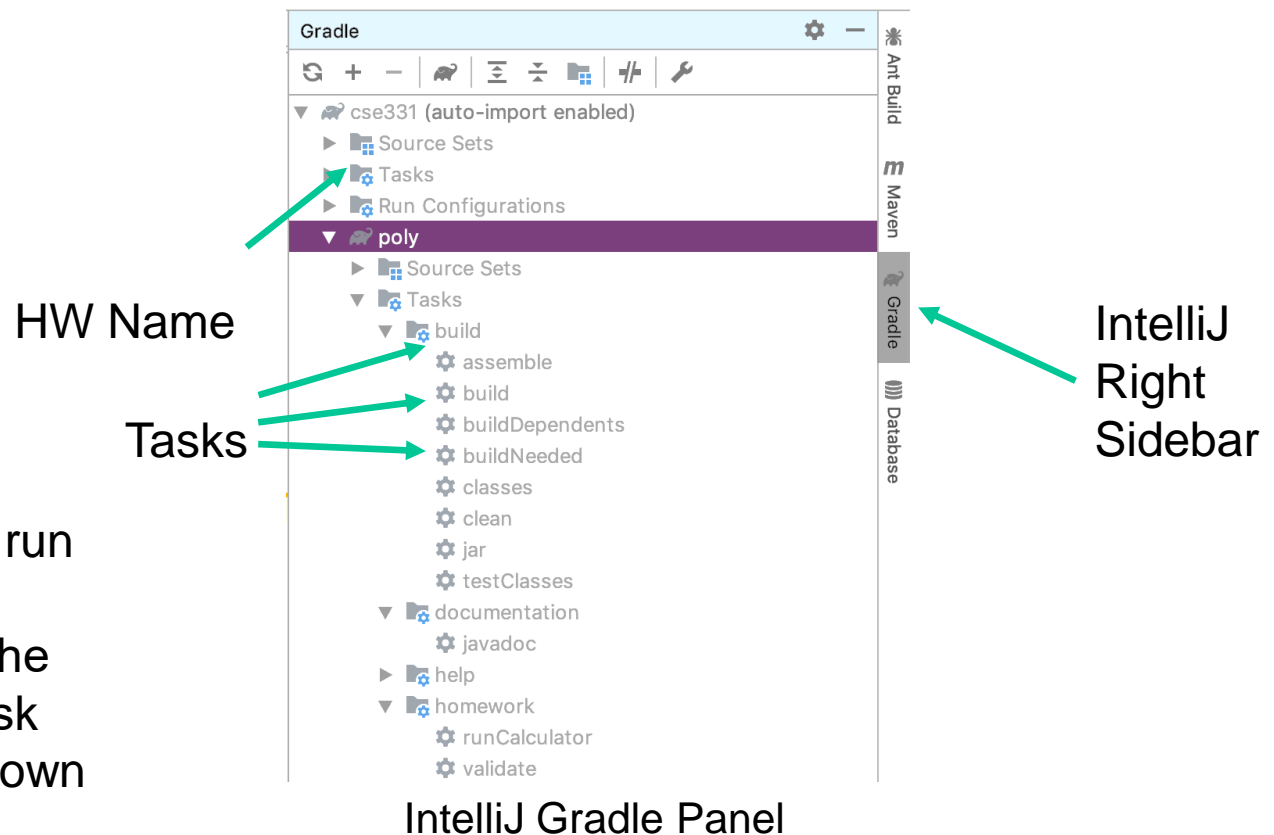 Gradle
cse331 (auto-import enabled)
Source Sets
Tasks
Run Configurations
poly
Source Sets
Tasks
build
assemble
build
buildDependents
buildNeeded
classes
clean
jar
testClasses
documentation
javadoc
help
homework
runCalculator
validate
Ant Build
m Maven
Gradle
Database
HW Name
Tasks
run
he
sk
own
IntelliJ
Right
Sidebar
IntelliJ Gradle Panel